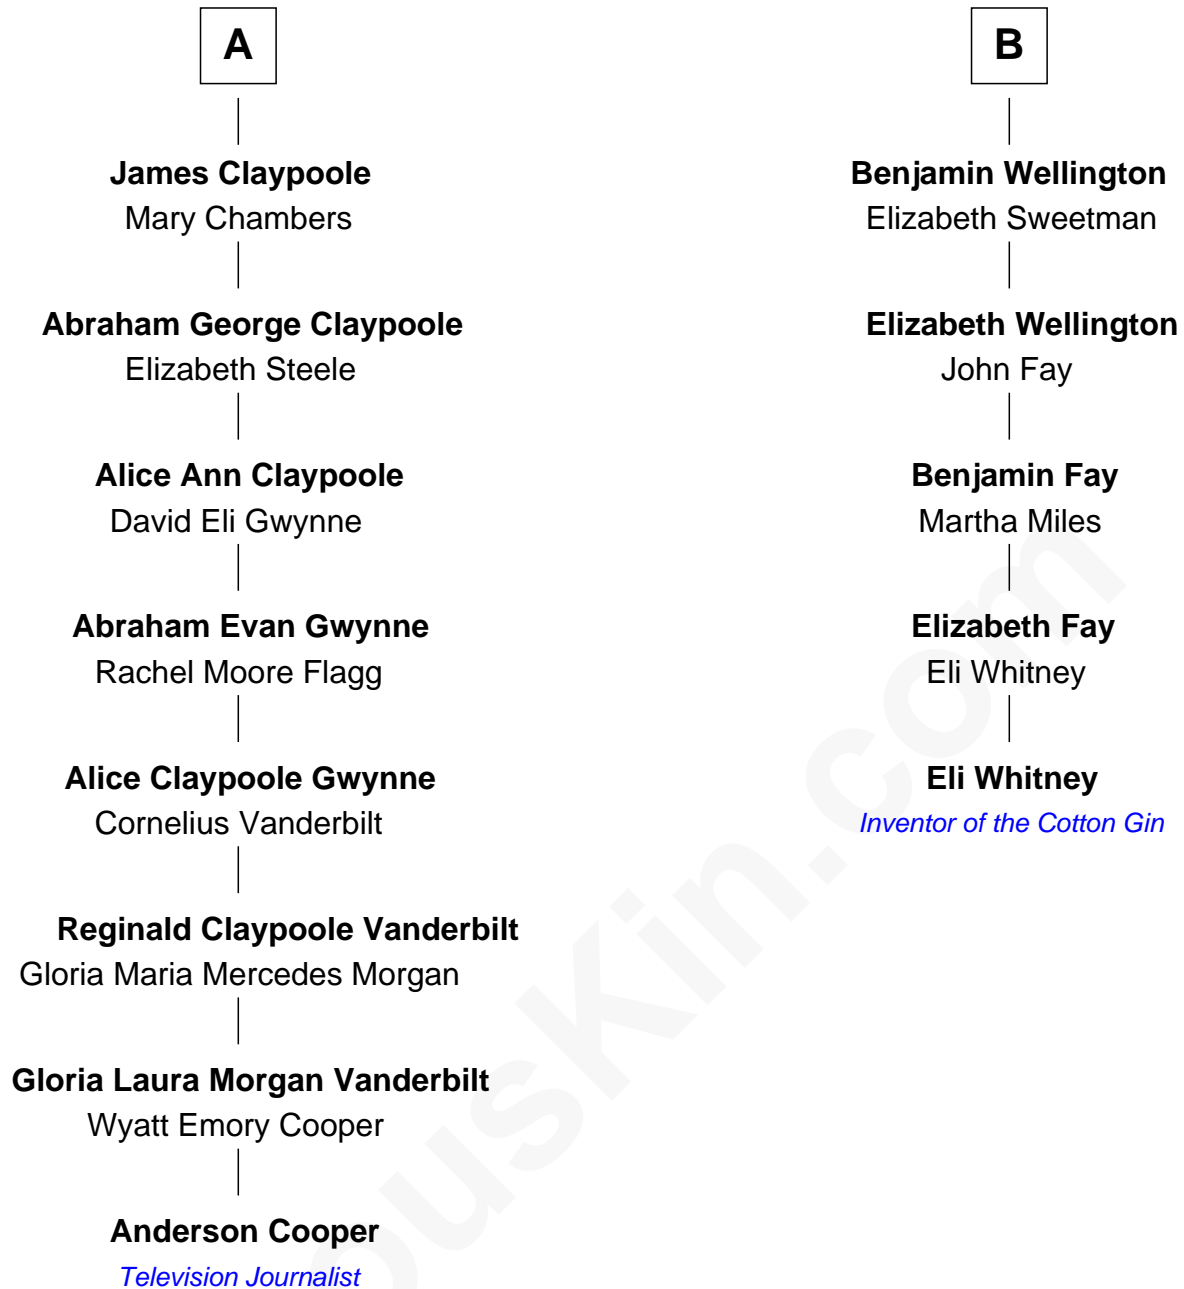 A
James Claypoole
Mary Chambers
Abraham George Claypoole
Elizabeth Steele
Alice Ann Claypoole
David Eli Gwynne
Abraham Evan Gwynne
Rachel Moore Flagg
Alice Claypoole Gwynne
Cornelius Vanderbilt
Reginald Claypoole Vanderbilt
Gloria Maria Mercedes Morgan
Gloria Laura Morgan Vanderbilt
Wyatt Emory Cooper
Anderson Cooper
Television Journalist
B
Benjamin Wellington
Elizabeth Sweetman
Elizabeth Wellington
John Fay
Benjamin Fay
Martha Miles
Elizabeth Fay
Eli Whitney
Eli Whitney
Inventor of the Cotton Gin
ousKin.com